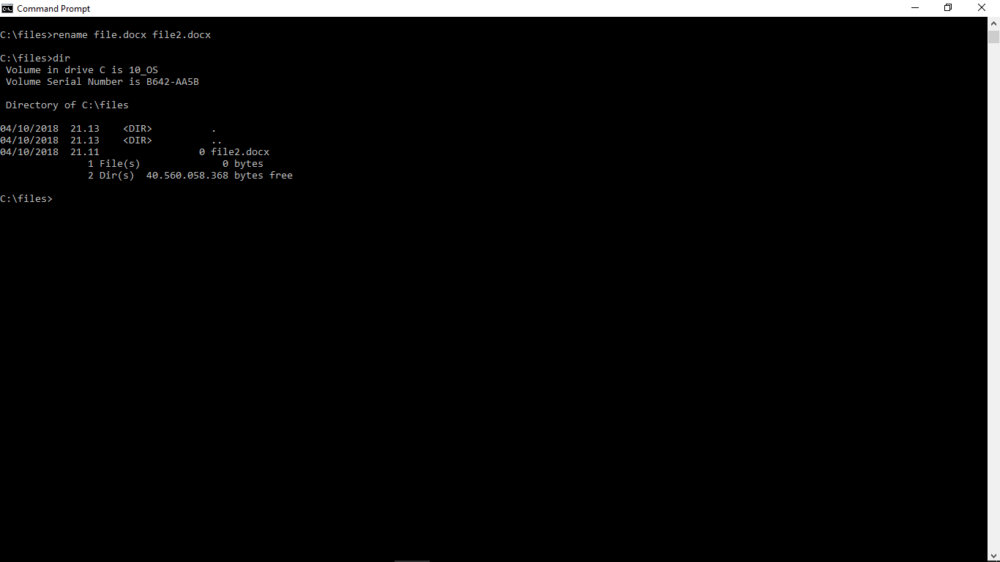 Command Prompt
C:\files>rename file.docx file2.docx
C:\files>dir
Volume in drive C is 10_OS
Volume Serial Number is B642-AA5B
Directory of C:\files
04/10/2018  21.13    <DIR>          .
04/10/2018  21.13    <DIR>          ..
04/10/2018  21.11                 0 file2.docx
1 File(s)              0 bytes
2 Dir(s)  40.560.058.368 bytes free
C:\files>